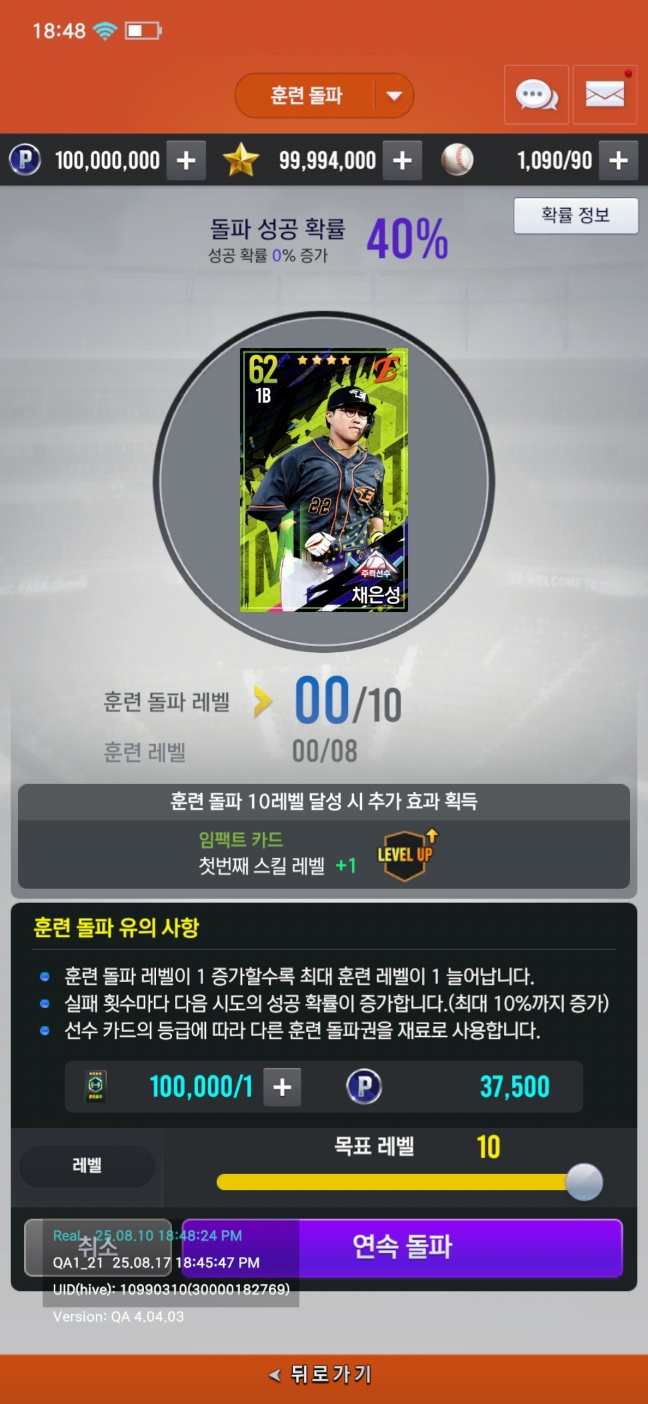 18:48
훈련 돌파
100,000,000 + 99,994,000 + 1,090/90 +
확률 정보
돌파 성공 확률 40%
성공 확률 0% 증가
62
1B
E
22
주력선수
채은성
훈련 돌파 레벨 00/10
훈련 레벨 00/08
훈련 돌파 10레벨 달성 시 추가 효과 획득
임팩트 카드
첫번째 스킬 레벨 +1
LEVEL UP
훈련 돌파 유의 사항
훈련 돌파 레벨이 1 증가할수록 최대 훈련 레벨이 1 늘어납니다.
실패 횟수마다 다음 시도의 성공 확률이 증가합니다.(최대 10%까지 증가)
선수 카드의 등급에 따라 다른 훈련 돌파권을 재료로 사용합니다.
100,000/1 + P 37,500
목표 레벨 10
레벨
취소
연속 돌파
Real 25.08.10 18:48:24 PM
QA1_21 25.08.17 18:45:47 PM
UID(hive): 10990310(30000182769)
Version: QA 4.04.03
뒤로가기